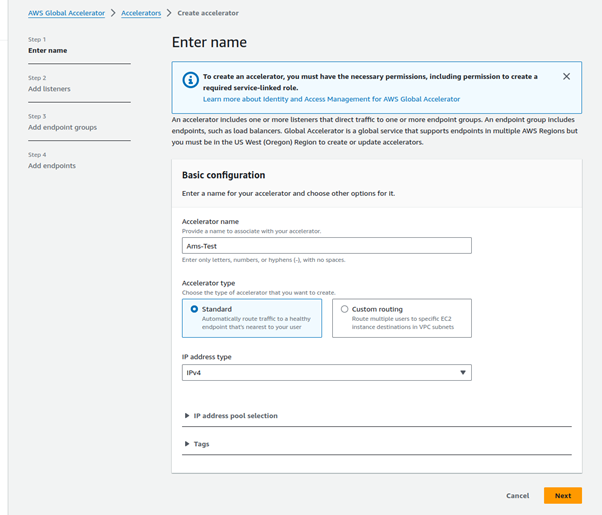 AWS Global Accelerator > Accelerators > Create accelerator
Step 1
Enter name
Step 2
Add listeners
Step 3
Add endpoint groups
Step 4
Add endpoints
Enter name
To create an accelerator, you must have the necessary permissions, including permission to create a
required service-linked role.
Learn more about Identity and Access Management for AWS Global Accelerator
An accelerator includes one or more listeners that direct traffic to one or more endpoint groups. An endpoint group includes
endpoints, such as load balancers. Global Accelerator is a global service that supports endpoints in multiple AWS Regions but
you must be in the US West (Oregon) Region to create or update accelerators.
Basic configuration
Enter a name for your accelerator and choose other options for it.
Accelerator name
Provide a name to associate with your accelerator.
Ams-Test
Enter only letters, numbers, or hyphens (-), with no spaces.
Accelerator type
Choose the type of accelerator that you want to create.
Standard
Automatically route traffic to a healthy
endpoint that's nearest to your user
Custom routing
Route multiple users to specific EC2
instance destinations in VPC subnets
IP address type
IPv4
IP address pool selection
Tags
Cancel
Next